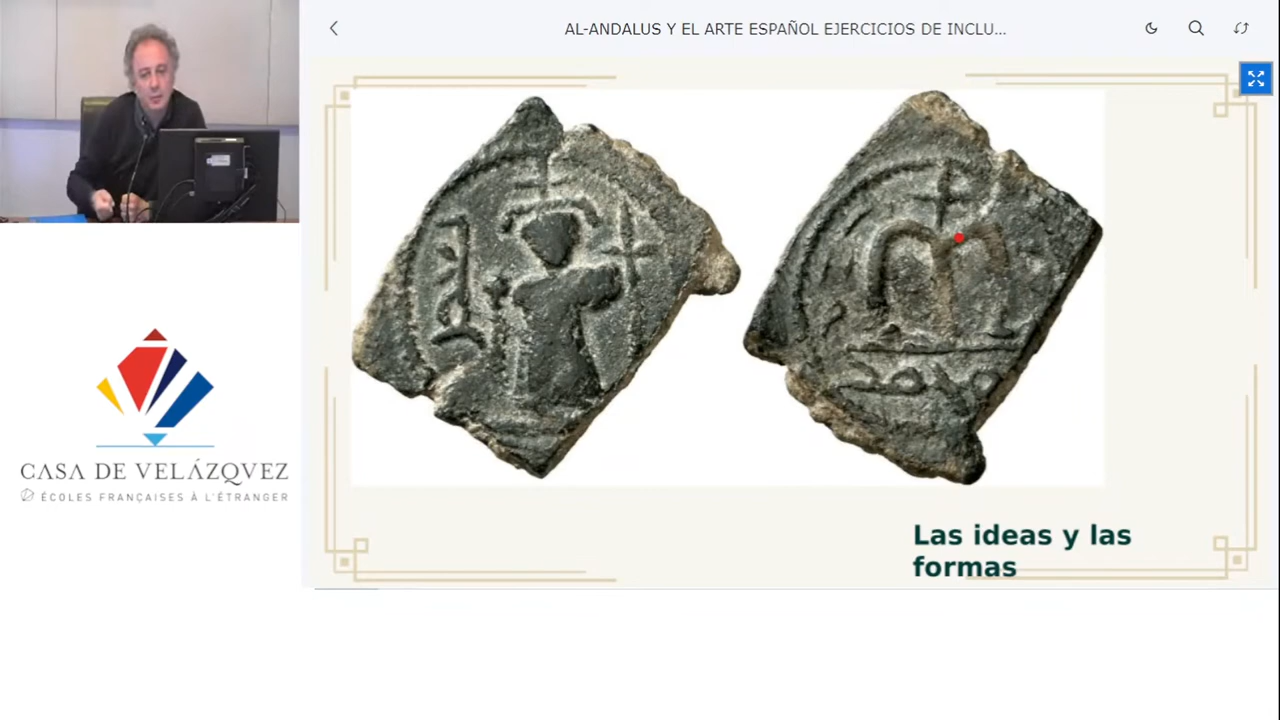 AL-ANDALUS Y EL ARTE ESPAÑOL EJERCICIOS DE INCLU...
CASA DE VELÁZQVEZ
ÉCOLES FRANÇAISES À L'ÉTRANGER
Las ideas y las
formas